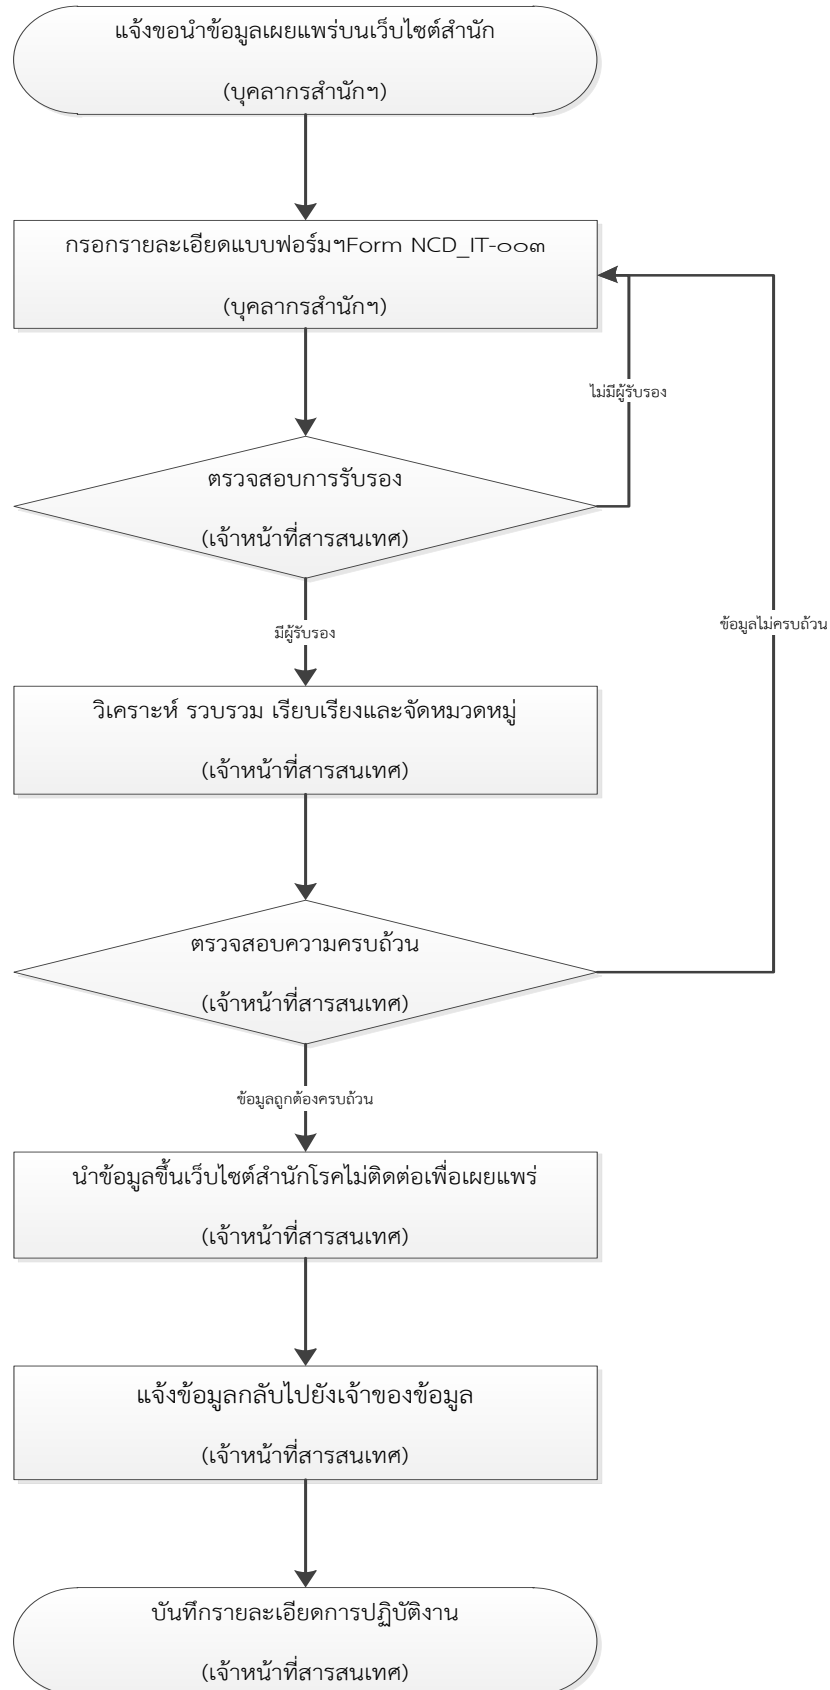 แจ้งขอนำข้อมูลเผยแพร่บนเว็บไซต์สำนัก
(บุคลากรสำนักฯ)
กรอกรายละเอียดแบบฟอร์มฯForm NCD_IT-๐๐๓
(บุคลากรสำนักฯ)
ไม่มีผู้รับรอง
ตรวจสอบการรับรอง
(เจ้าหน้าที่สารสนเทศ)
ข้อมูลไม่ครบถ้วน
มีผู้รับรอง
วิเคราะห์ รวบรวม เรียบเรียงและจัดหมวดหมู่
(เจ้าหน้าที่สารสนเทศ)
ตรวจสอบความครบถ้วน
(เจ้าหน้าที่สารสนเทศ)
ข้อมูลถูกต้องครบถ้วน
นำข้อมูลขึ้นเว็บไซต์สำนักโรคไม่ติดต่อเพื่อเผยแพร่
(เจ้าหน้าที่สารสนเทศ)
แจ้งข้อมูลกลับไปยังเจ้าของข้อมูล
(เจ้าหน้าที่สารสนเทศ)
บันทึกรายละเอียดการปฏิบัติงาน
(เจ้าหน้าที่สารสนเทศ)